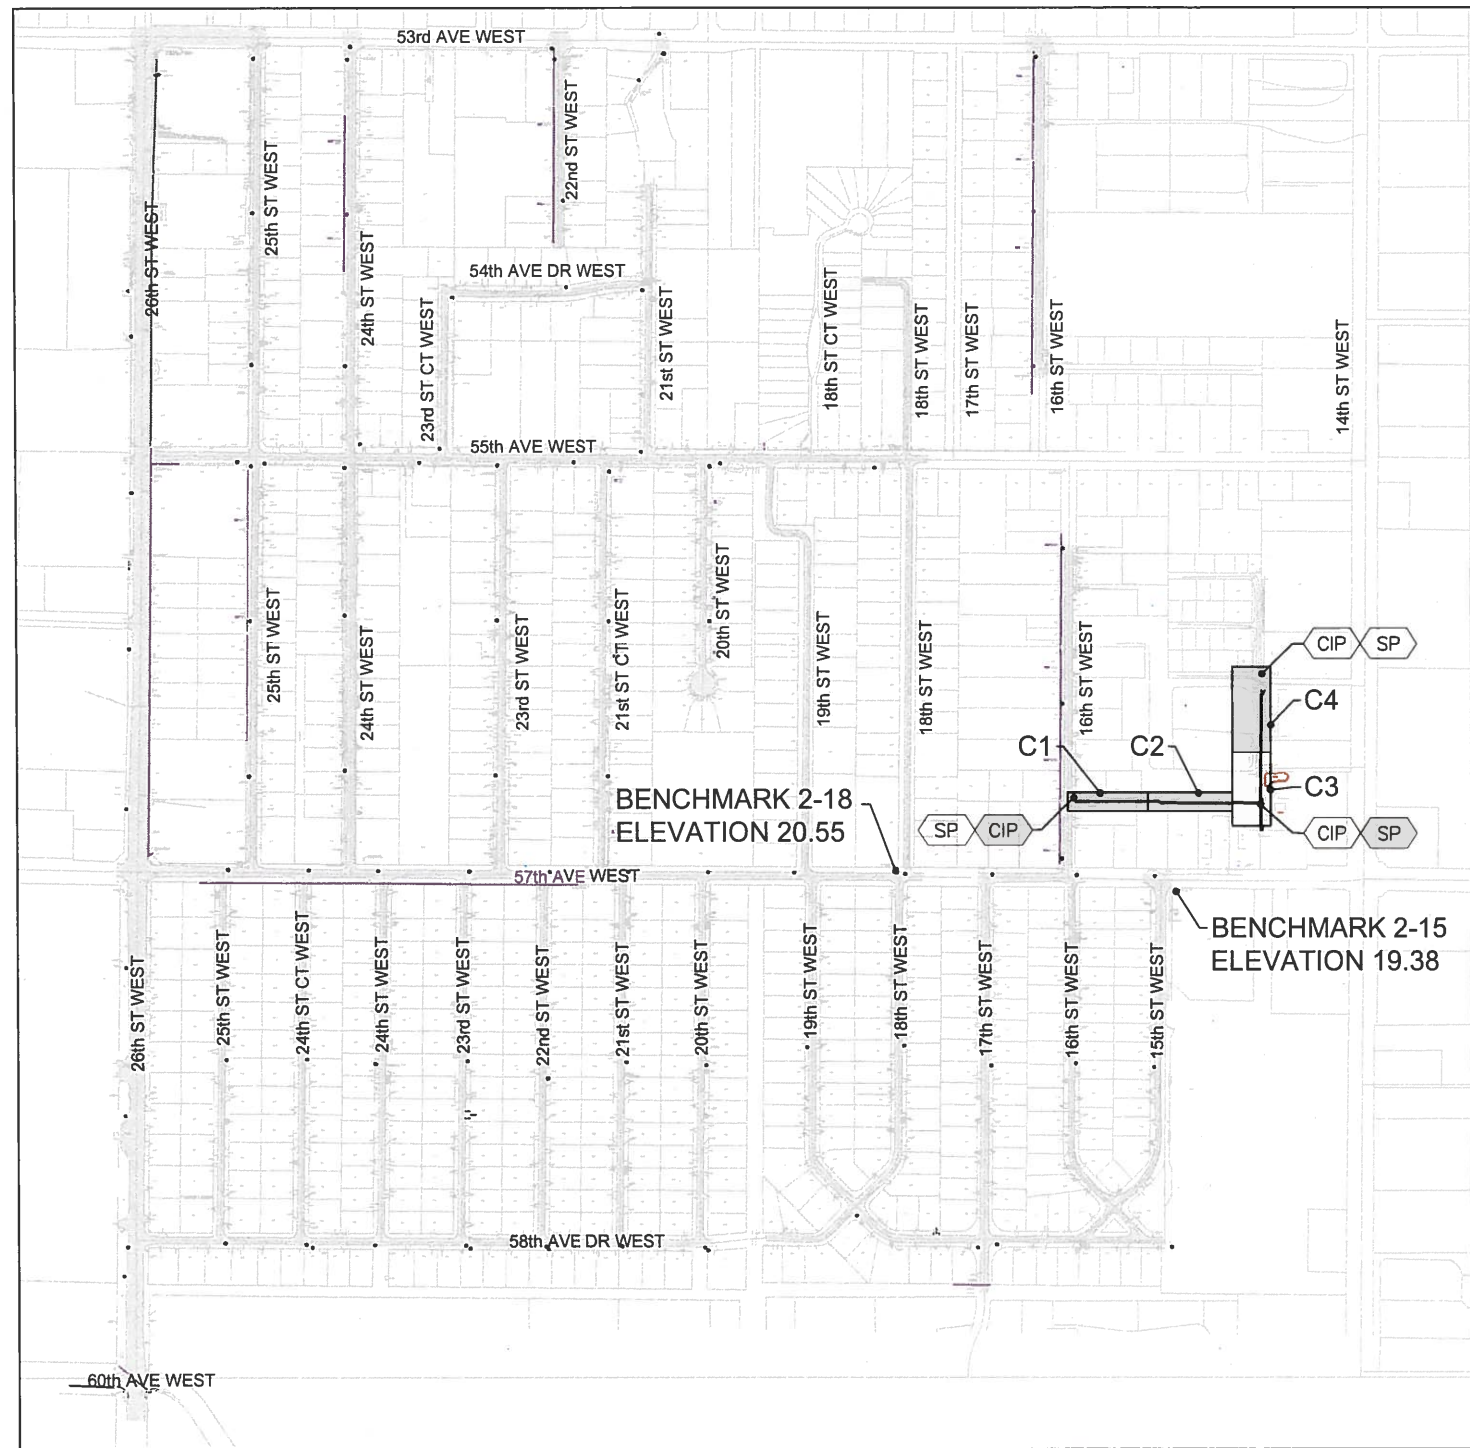 53rd AVE WEST
22nd ST WEST
25th ST WEST
26th ST WEST
24th ST WEST
54th AVE DR WEST
23rd ST CT WEST
21st ST WEST
18th ST CT WEST
18th ST WEST
17th ST WEST
16th ST WEST
14th ST WEST
55th AVE WEST
25th ST WEST
24th ST WEST
23rd ST WEST
21st ST CT WEST
20th ST WEST
19th ST WEST
18th ST WEST
16th ST WEST
CIP SP
C4
C1
C2
C3
BENCHMARK 2-18
ELEVATION 20.55
SP CIP
CIP SP
57th AVE WEST
BENCHMARK 2-15
ELEVATION 19.38
26th ST WEST
25th ST WEST
24th ST CT WEST
24th ST WEST
23rd ST WEST
22nd ST WEST
21st ST WEST
20th ST WEST
19th ST WEST
18th ST WEST
17th ST WEST
16th ST WEST
15th ST WEST
58th AVE DR WEST
60th AVE WEST